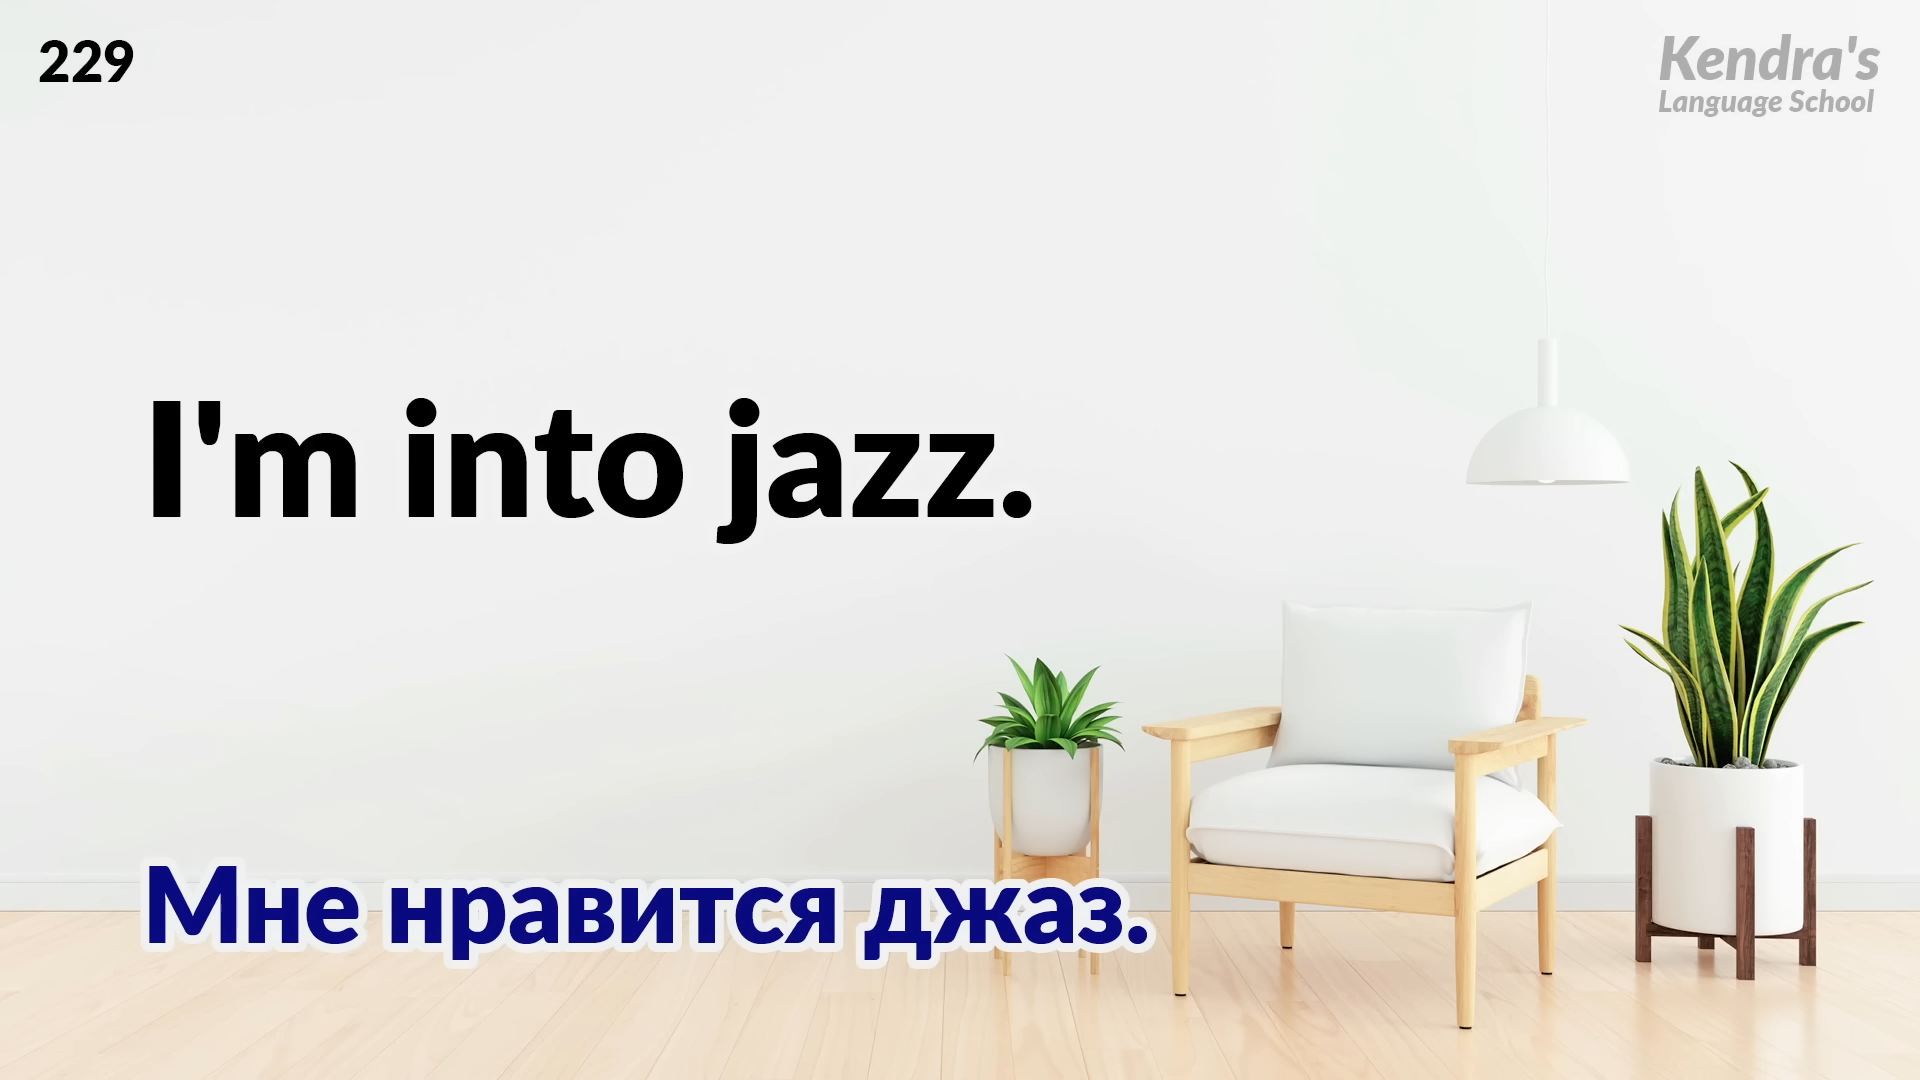 229
Kendra's
Language School
I'm into jazz.
Мне нравится джаз.